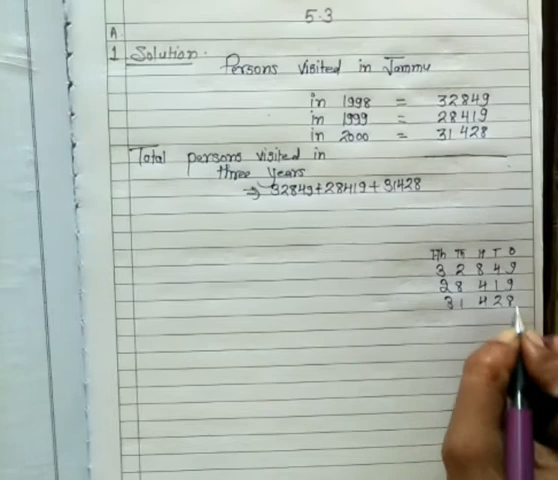 5.3
A
1 Solution.
Persons visited in Jammu
in 1998 = 32849
in 1999 = 28419
in 2000 = 31428
Total persons visited in
three years
⇒ 32849+28419+31428
TTh Th H T O
3 2 8 4 9
2 8 4 1 9
3 1 4 2 8